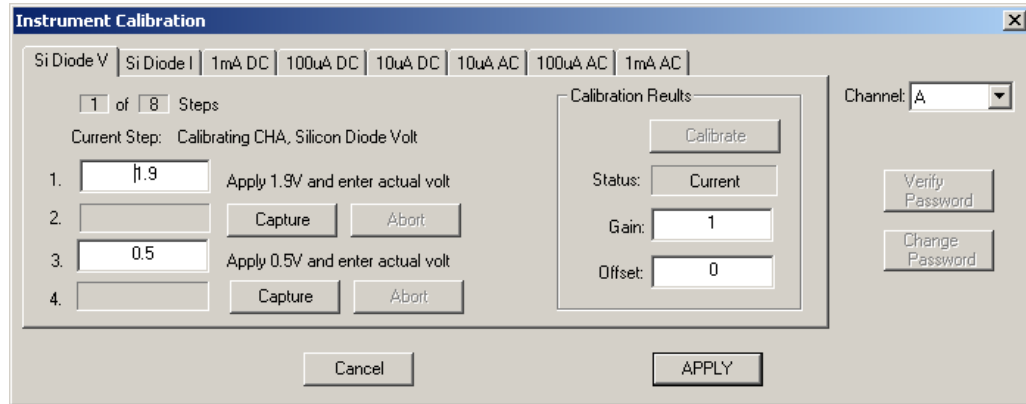 Instrument Calibration
Si Diode V Si Diode I 1mA DC 100uA DC 10uA DC 10uA AC 100uA AC 1mA AC
1 of 8 Steps
Current Step: Calibrating CHA, Silicon Diode Volt
1. 1.9 Apply 1.9V and enter actual volt
2. Capture Abort
3. 0.5 Apply 0.5V and enter actual volt
4. Capture Abort
Calibration Reults
Calibrate
Status: Current
Gain: 1
Offset: 0
Channel: A
Verify
Password
Change
Password
Cancel APPLY